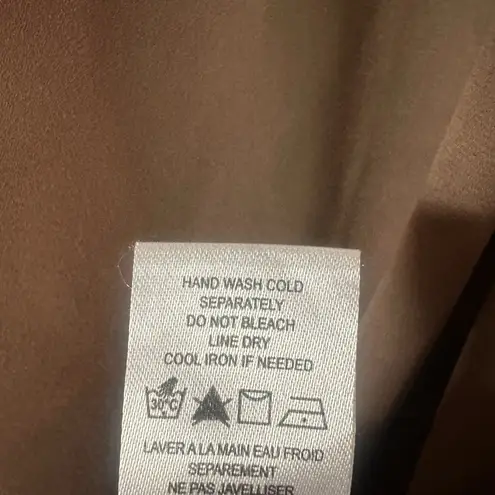 HAND WASH COLD
SEPARATELY
DO NOT BLEACH
LINE DRY
COOL IRON IF NEEDED
30°C
LAVER A LA MAIN EAU FROID
SEPAREMENT
NE PAS JAVELLISER